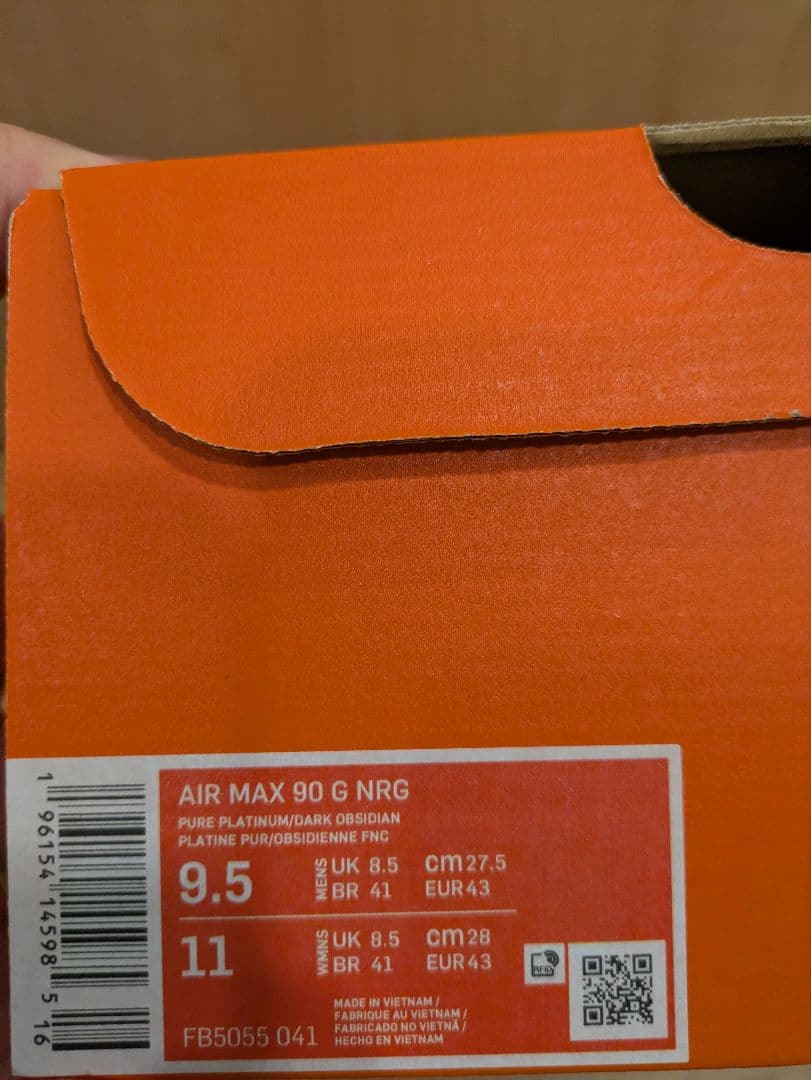 AIR MAX 90 G NRG
PURE PLATINUM/DARK OBSIDIAN
PLATINE PUR/OBSIDIENNE FNC
9.5 MENS UK 8.5 cm 27.5
BR 41 EUR 43
11 WMNS UK 8.5 cm 28
BR 41 EUR 43
RFID
FB5055 041
MADE IN VIETNAM /
FABRIQUE AU VIETNAM /
FABRICADO NO VIETNÃ /
HECHO EN VIETNAM
1 96154 14598 5 16